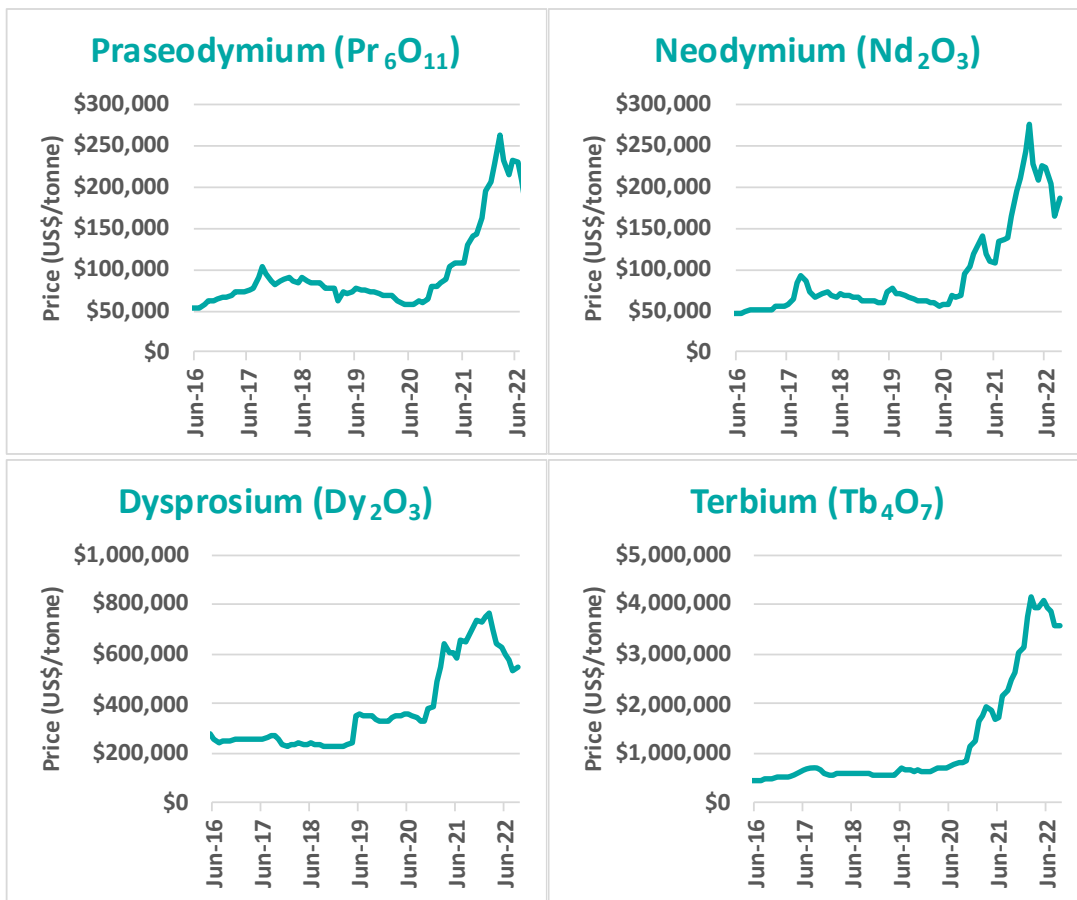 Praseodymium (Pr₆O₁₁)
Price (US$/tonne)
$300,000
$250,000
$200,000
$150,000
$100,000
$50,000
$0
Jun-16
Jun-17
Jun-18
Jun-19
Jun-20
Jun-21
Jun-22
Neodymium (Nd₂O₃)
Price (US$/tonne)
$300,000
$250,000
$200,000
$150,000
$100,000
$50,000
$0
Jun-16
Jun-17
Jun-18
Jun-19
Jun-20
Jun-21
Jun-22
Dysprosium (Dy₂O₃)
Price (US$/tonne)
$1,000,000
$800,000
$600,000
$400,000
$200,000
$0
Jun-16
Jun-17
Jun-18
Jun-19
Jun-20
Jun-21
Jun-22
Terbium (Tb₄O₇)
Price (US$/tonne)
$5,000,000
$4,000,000
$3,000,000
$2,000,000
$1,000,000
$0
Jun-16
Jun-17
Jun-18
Jun-19
Jun-20
Jun-21
Jun-22